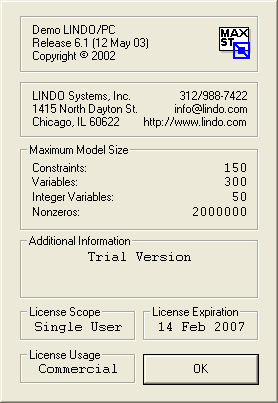 Demo LINDO/PC
Release 6.1 (12 May 03)
Copyright © 2002
MAX
ST
LINDO Systems, Inc. 312/988-7422
1415 North Dayton St. info@lindo.com
Chicago, IL 60622 http://www.lindo.com
Maximum Model Size
Constraints: 150
Variables: 300
Integer Variables: 50
Nonzeros: 2000000
Additional Information
Trial Version
License Scope License Expiration
Single User 14 Feb 2007
License Usage
Commercial OK